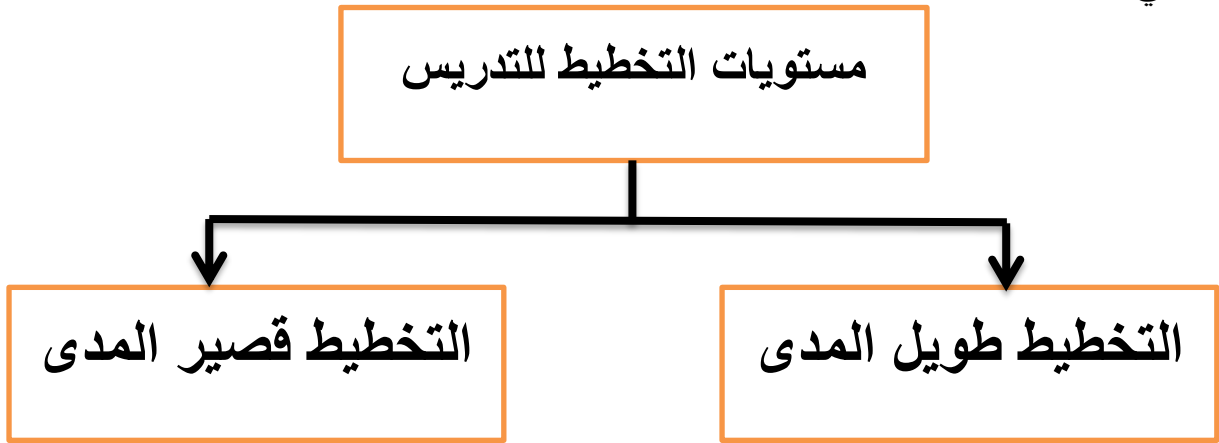 مستويات التخطيط للتدريس
التخطيط طويل المدى
التخطيط قصير المدى